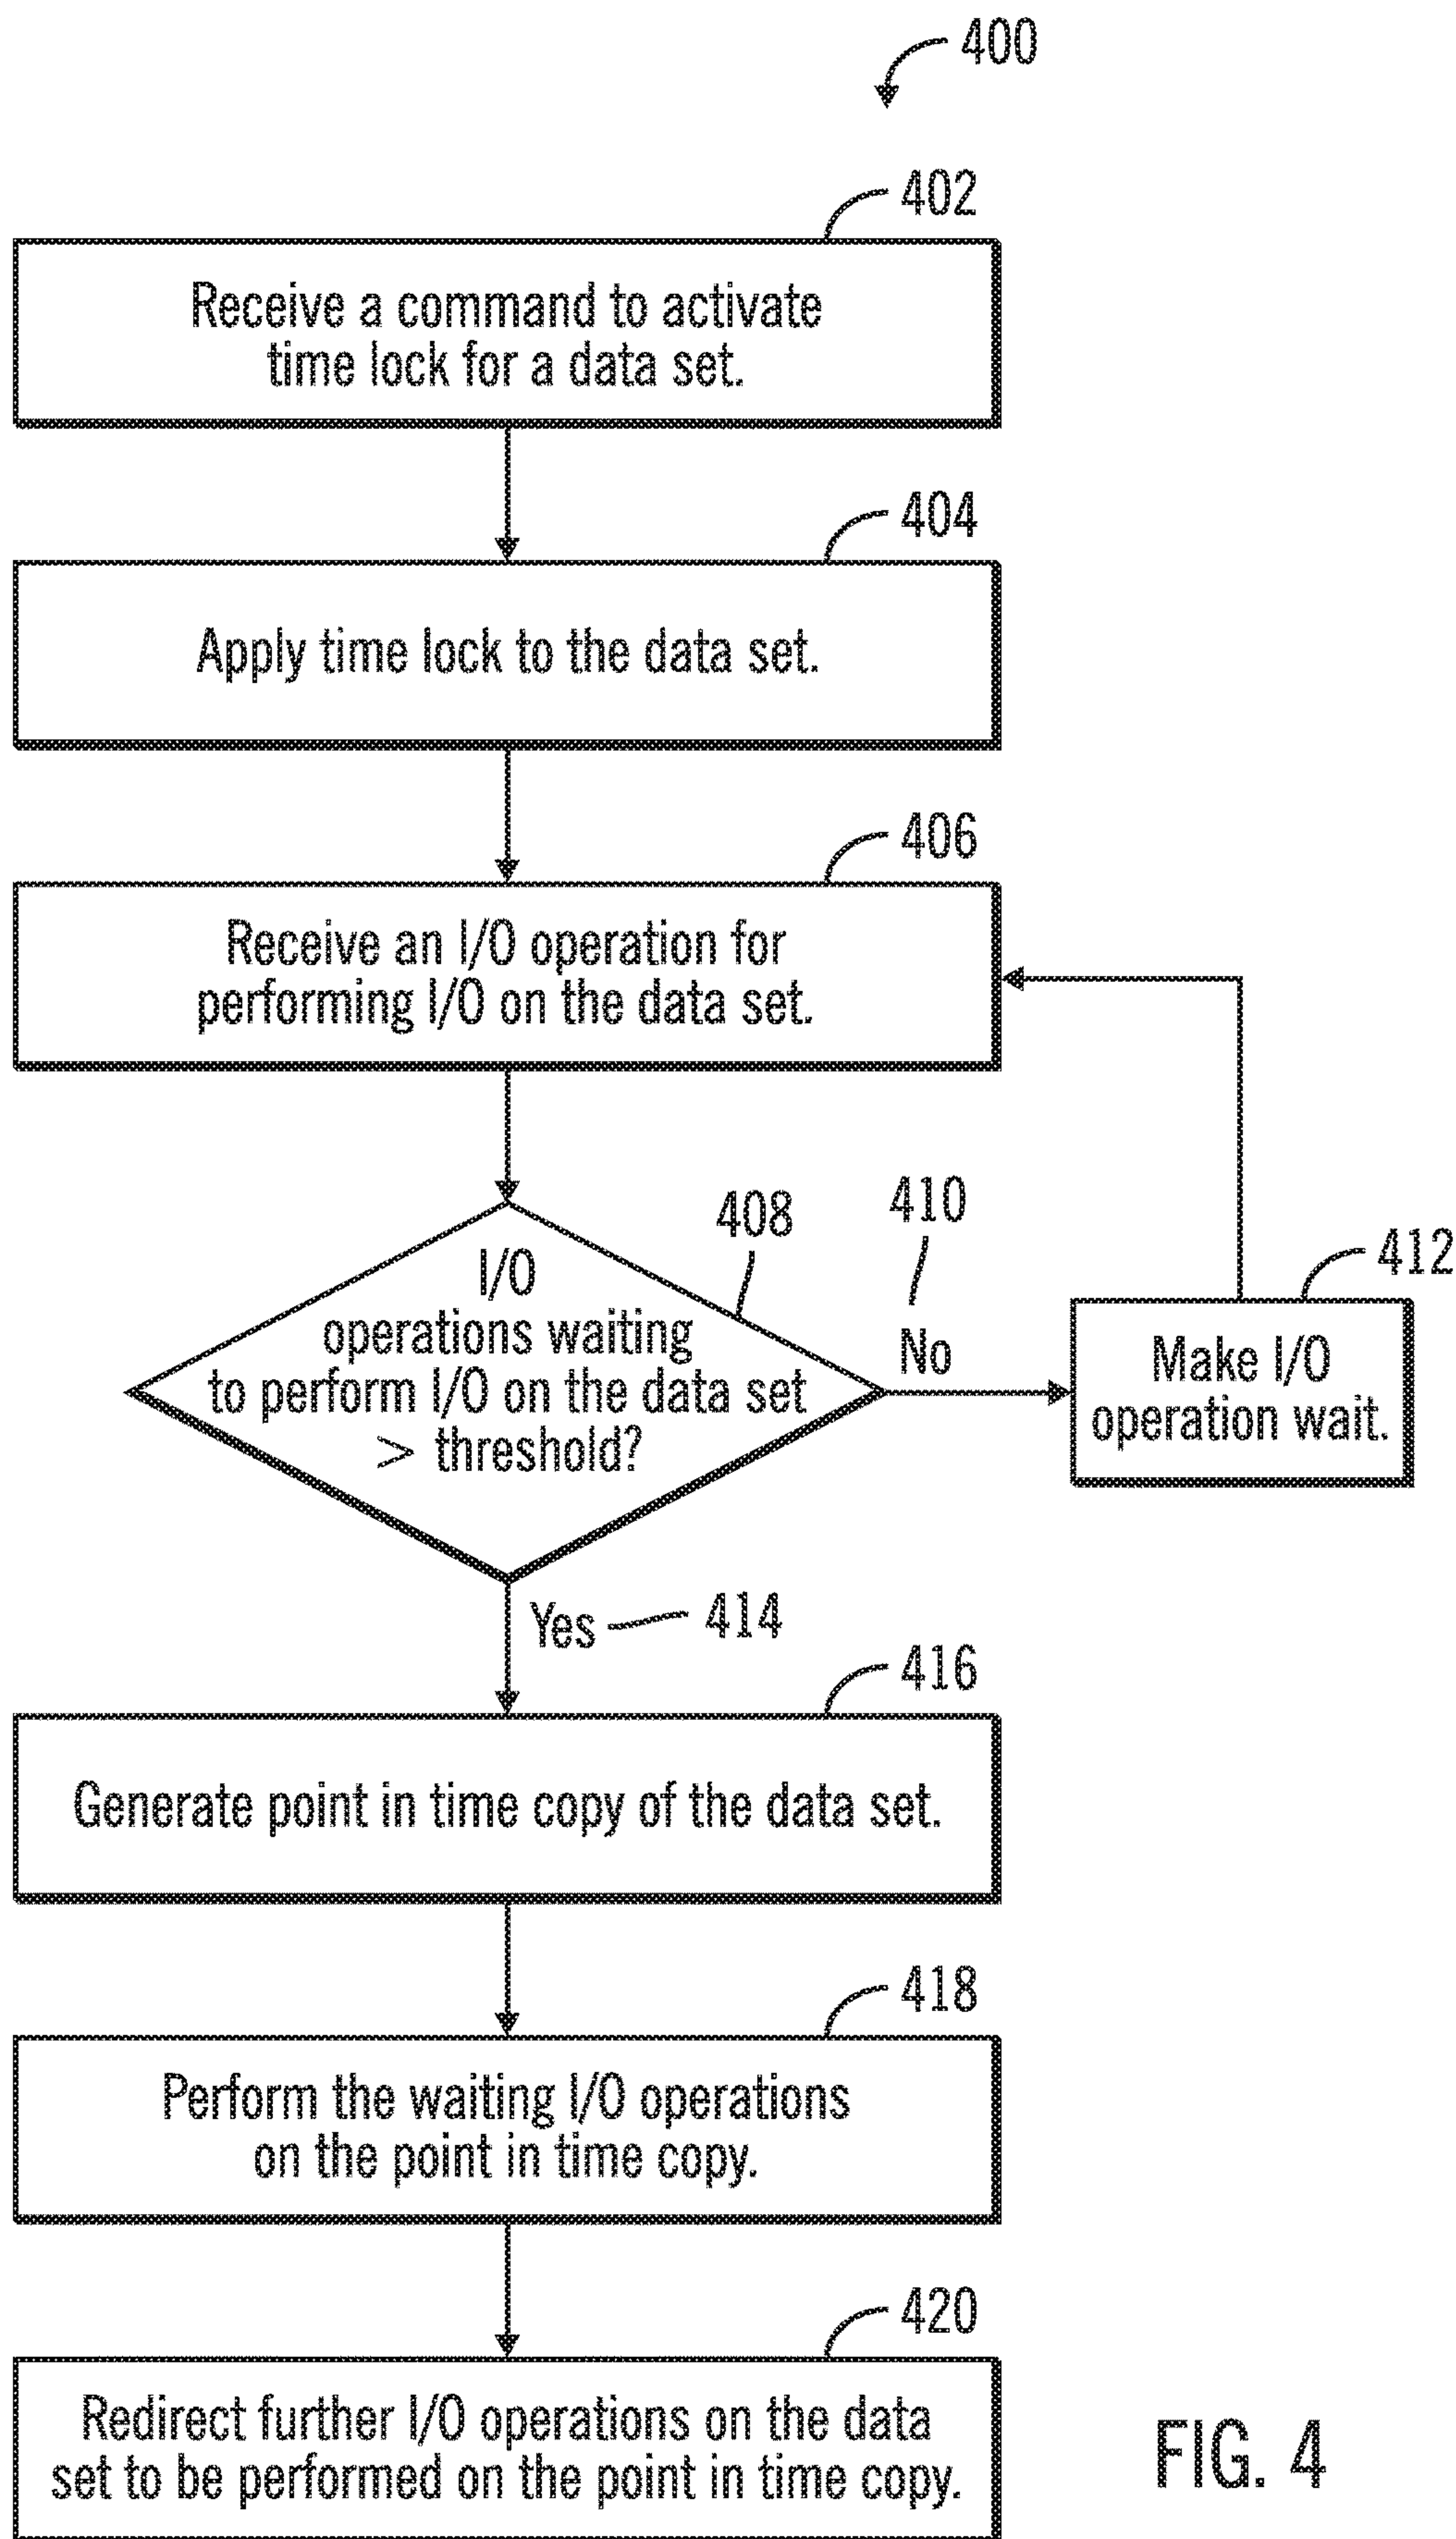 400
402
Receive a command to activate
time lock for a data set.
404
Apply time lock to the data set.
406
Receive an I/O operation for
performing I/O on the data set.
408
I/O
operations waiting
to perform I/O on the data set
> threshold?
410
No
412
Make I/O
operation wait.
Yes
414
416
Generate point in time copy of the data set.
418
Perform the waiting I/O operations
on the point in time copy.
420
Redirect further I/O operations on the data
set to be performed on the point in time copy.
FIG. 4